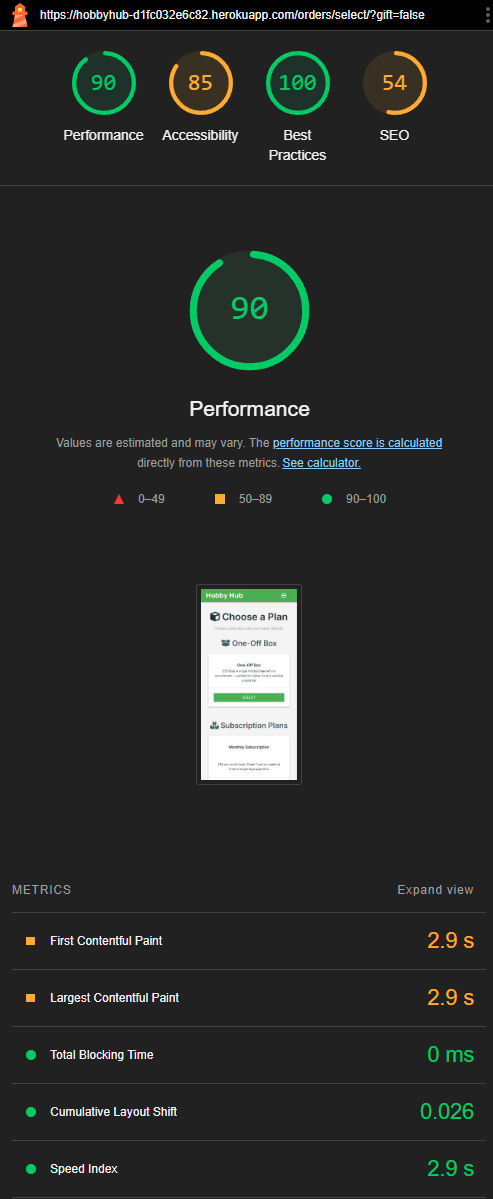 https://hobbyhub-d1fc032e6c82.herokuapp.com/orders/select/?gift=false
90 85 100 54
Performance Accessibility Best Practices SEO
90
Performance
Values are estimated and may vary. The performance score is calculated
directly from these metrics. See calculator.
0–49 50–89 90–100
Hobby Hub
Choose a Plan
One-Off Box
One-Off Box
SELECT
Subscription Plans
Monthly Subscription
METRICS Expand view
First Contentful Paint 2.9 s
Largest Contentful Paint 2.9 s
Total Blocking Time 0 ms
Cumulative Layout Shift 0.026
Speed Index 2.9 s